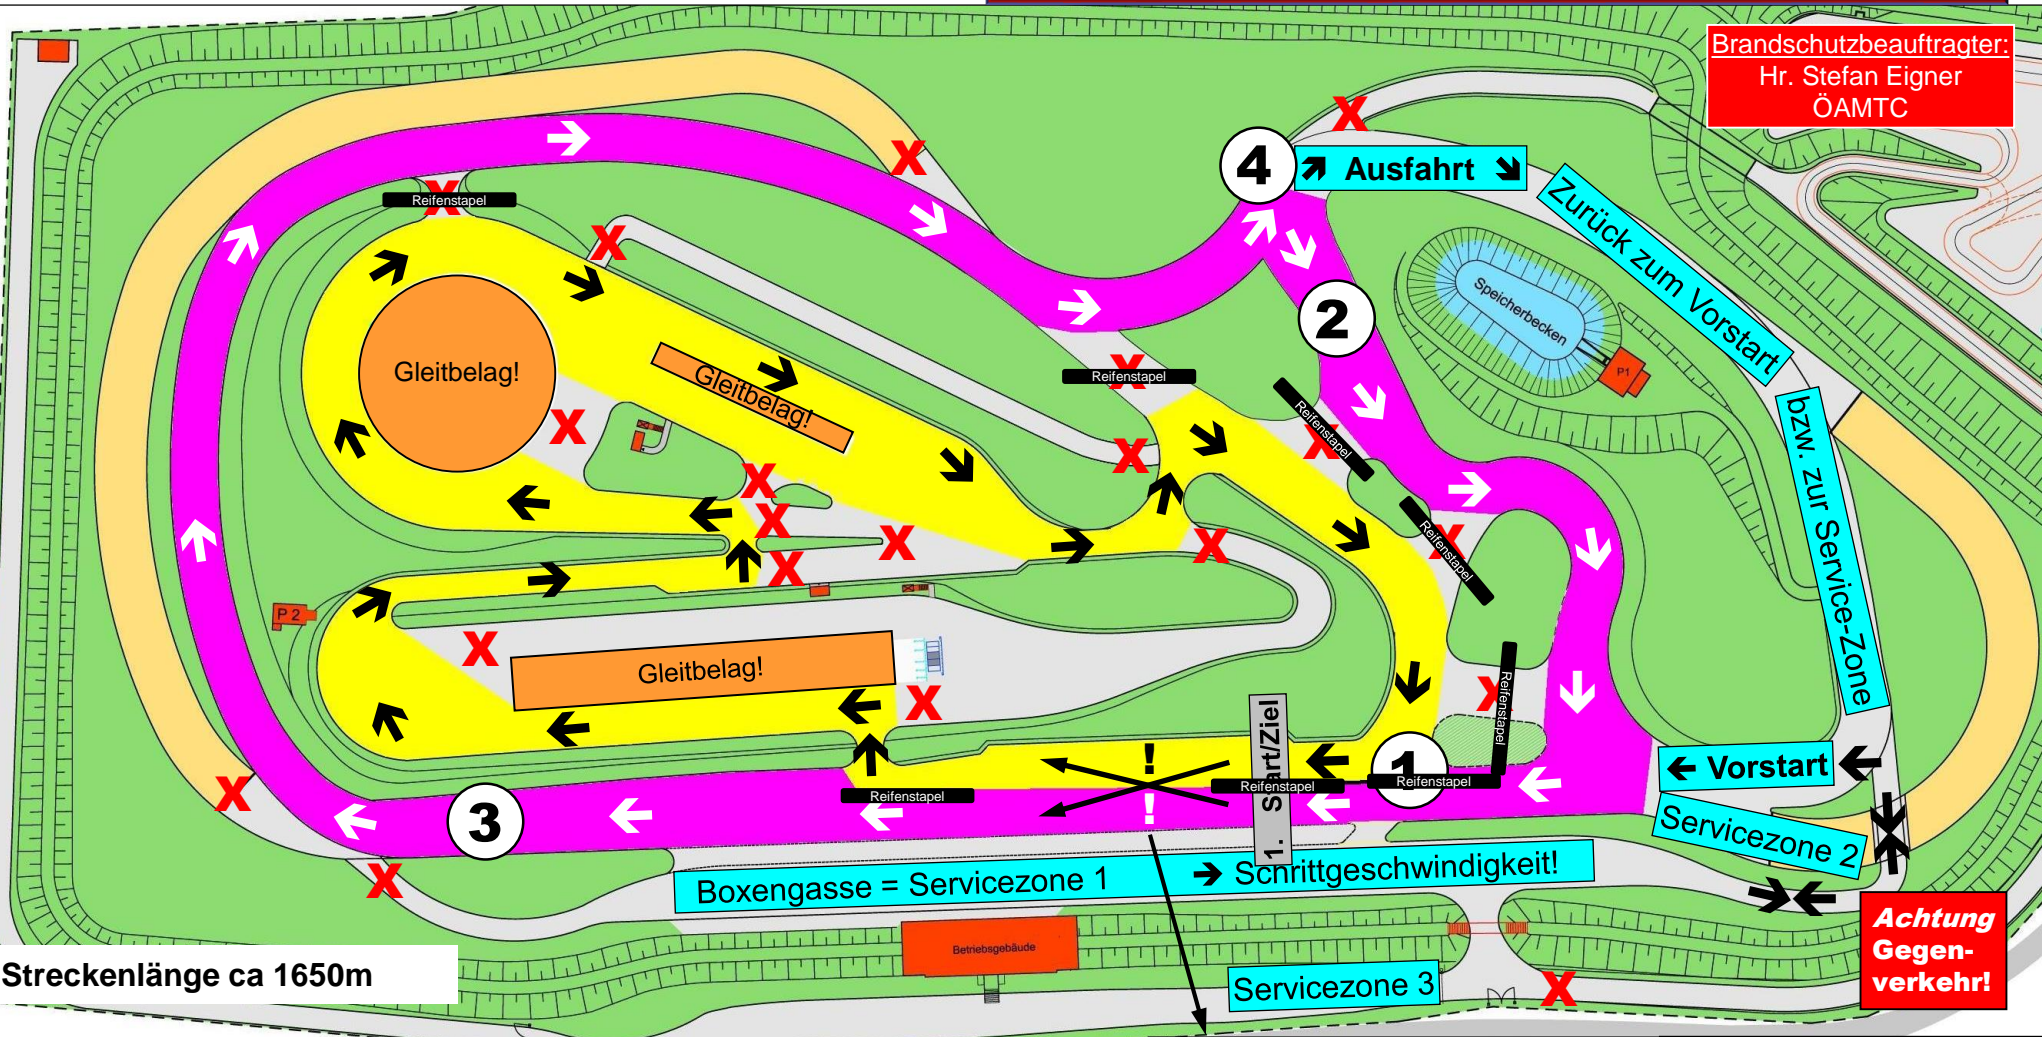 Brandschutzbeauftragter:
Hr. Stefan Eigner
ÖAMTC
X
4
Ausfahrt
X
Reifenstapel
X
X
Zurück zum Vorstart
Speicherbecken
P1
2
Gleitbelag!
Gleitbelag!
X
Reifenstapel
X
Reifenstapel
X
X
X
X
X
X
X
X
X
Reifenstapel
bzw. zur Service-Zone
P 2
X
Gleitbelag!
X
X
Reifenstapel
1. Start/Ziel
!
1
Reifenstapel
Reifenstapel
Reifenstapel
!
Vorstart
X
3
Servicezone 2
X
Boxengasse = Servicezone 1
Schrittgeschwindigkeit!
Betriebsgebäude
Servicezone 3
X
Achtung
Gegen-
verkehr!
Streckenlänge ca 1650m